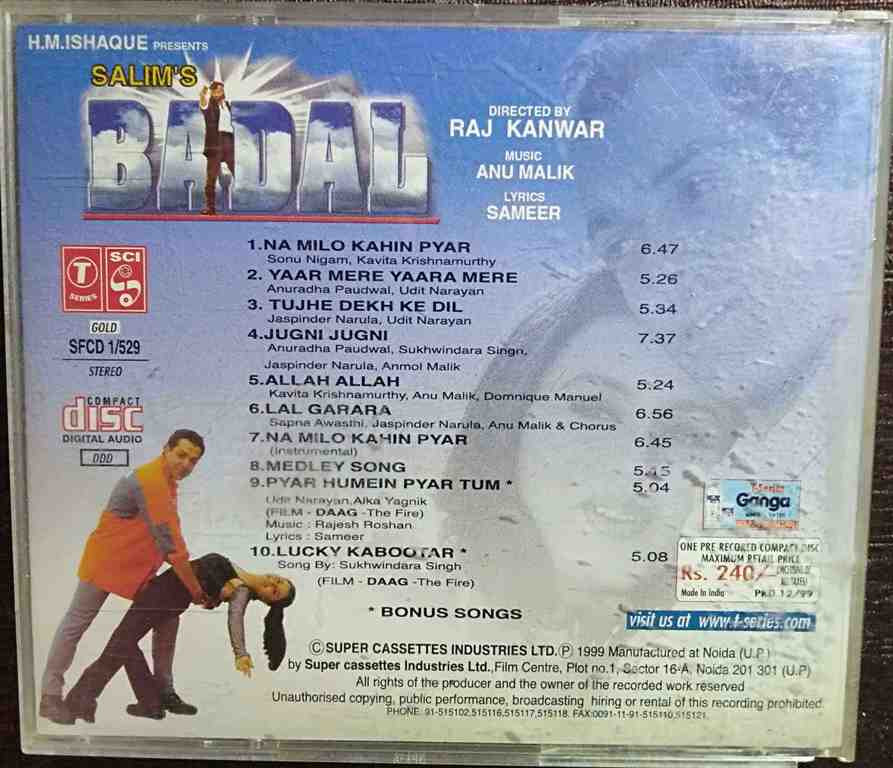 H.M.ISHAQUE PRESENTS
SALIM'S
BADAL
DIRECTED BY
RAJ KANWAR
MUSIC
ANU MALIK
LYRICS
SAMEER
1.NA MILO KAHIN PYAR 6.47
Sonu Nigam, Kavita Krishnamurthy
2. YAAR MERE YAARA MERE 5.26
Anuradha Paudwal, Udit Narayan
3. TUJHE DEKH KE DIL 5.34
Jaspinder Narula, Udit Narayan
4.JUGNI JUGNI 7.37
Anuradha Paudwal, Sukhwindara Singh,
Jaspinder Narula, Anmol Malik
5.ALLAH ALLAH 5.24
Kavita Krishnamurthy, Anu Malik, Domnique Manuel
6.LAL GARARA 6.56
Sapna Awasthi, Jaspinder Narula, Anu Malik & Chorus
7.NA MILO KAHIN PYAR 6.45
(Instrumental)
8.MEDLEY SONG 5.15
9.PYAR HUMEIN PYAR TUM * 5.04
Udit Narayan,Alka Yagnik
(FILM - DAAG -The Fire)
Music : Rajesh Roshan
Lyrics : Sameer
10.LUCKY KABOOTAR * 5.08
Song By: Sukhwindara Singh
(FILM - DAAG -The Fire)
* BONUS SONGS
T
SERIES
SCI
GOLD
SFCD 1/529
STEREO
COMPACT
disc
DIGITAL AUDIO
DDD
T-Series
Ganga
ONE PRE RECORDED COMPACT DISC
MAXIMUM RETAIL PRICE
Rs. 240/-
Made in India PKD.12/99
visit us at www.t-series.com
©SUPER CASSETTES INDUSTRIES LTD.℗ 1999 Manufactured at Noida (U.P.)
by Super cassettes Industries Ltd.,Film Centre, Plot no.1, Sector 16-A, Noida 201 301 (U.P)
All rights of the producer and the owner of the recorded work reserved
Unauthorised copying, public performance, broadcasting hiring or rental of this recording prohibited.
PHONE: 91-515102,515116,515117,515118. FAX:0091-11-91-515110,515121.